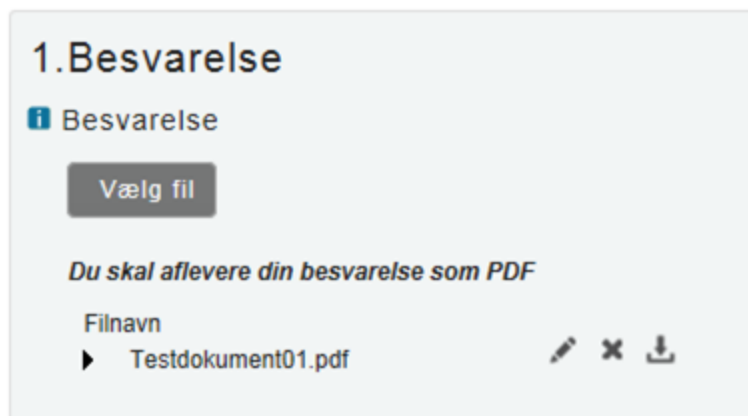 1.Besvarelse
i Besvarelse
Vælg fil
Du skal aflevere din besvarelse som PDF
Filnavn
Testdokument01.pdf